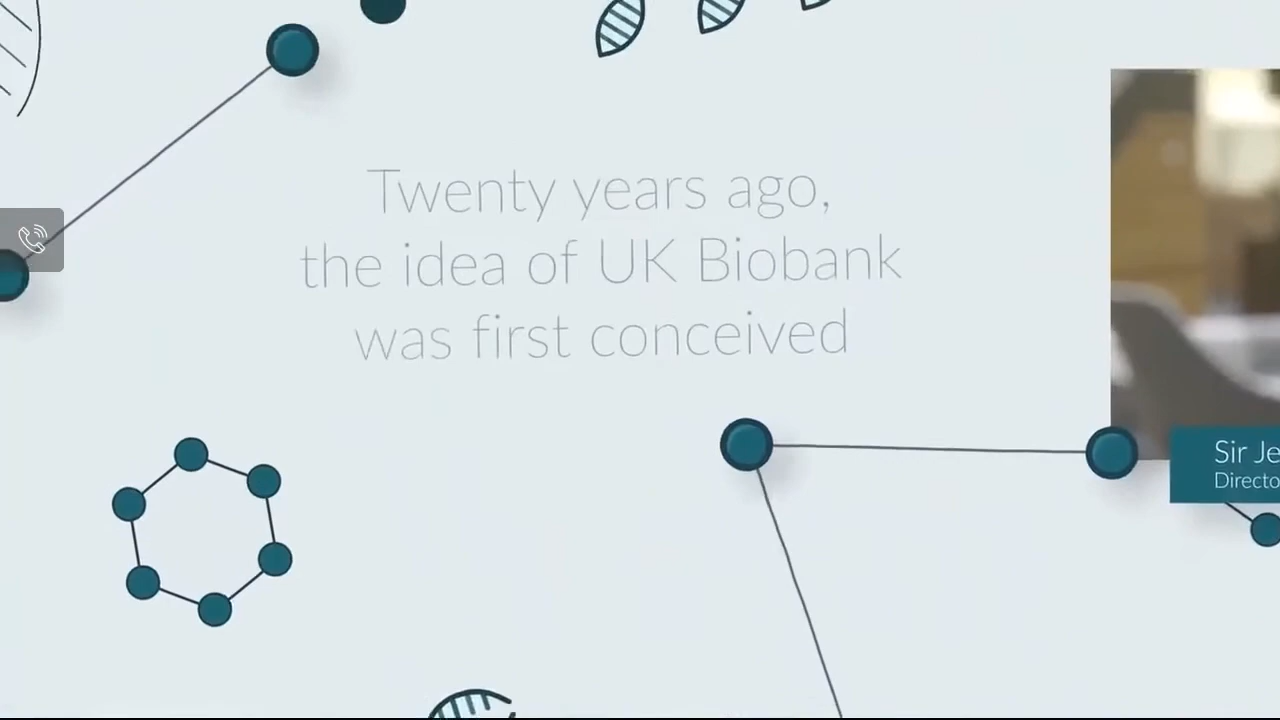 Twenty years ago,
the idea of UK Biobank
was first conceived
Sir Je
Directo